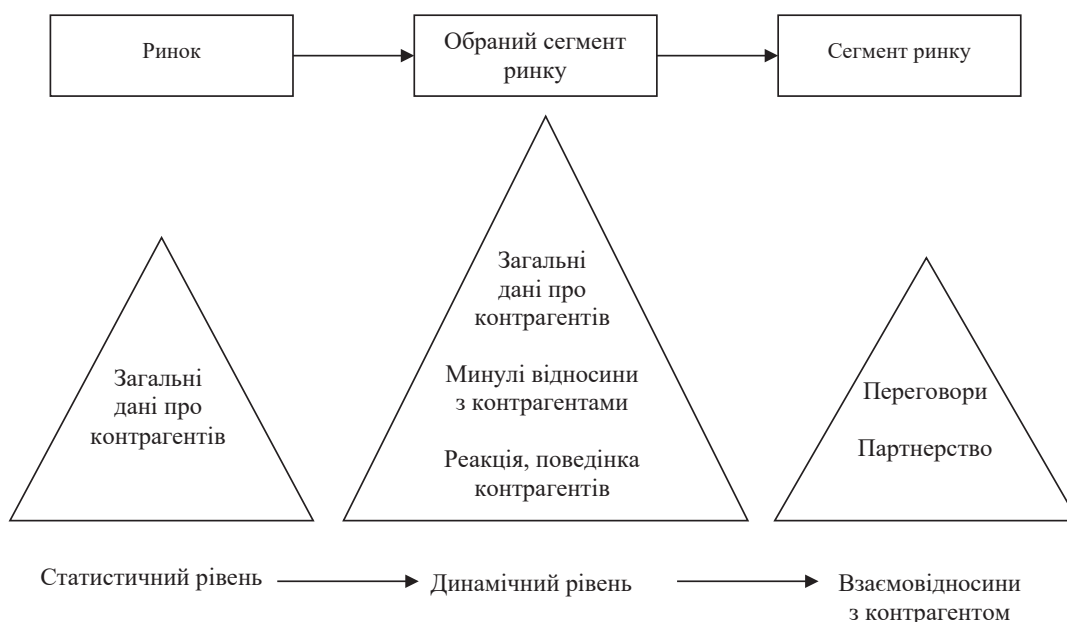 Ринок
Обраний сегмент
ринку
Сегмент ринку
Загальні
дані про
контрагентів
Загальні
дані про
контрагентів
Минулі відносини
з контрагентами
Реакція, поведінка
контрагентів
Переговори
Партнерство
Статистичний рівень
Динамічний рівень
Взаємовідносини
з контрагентом